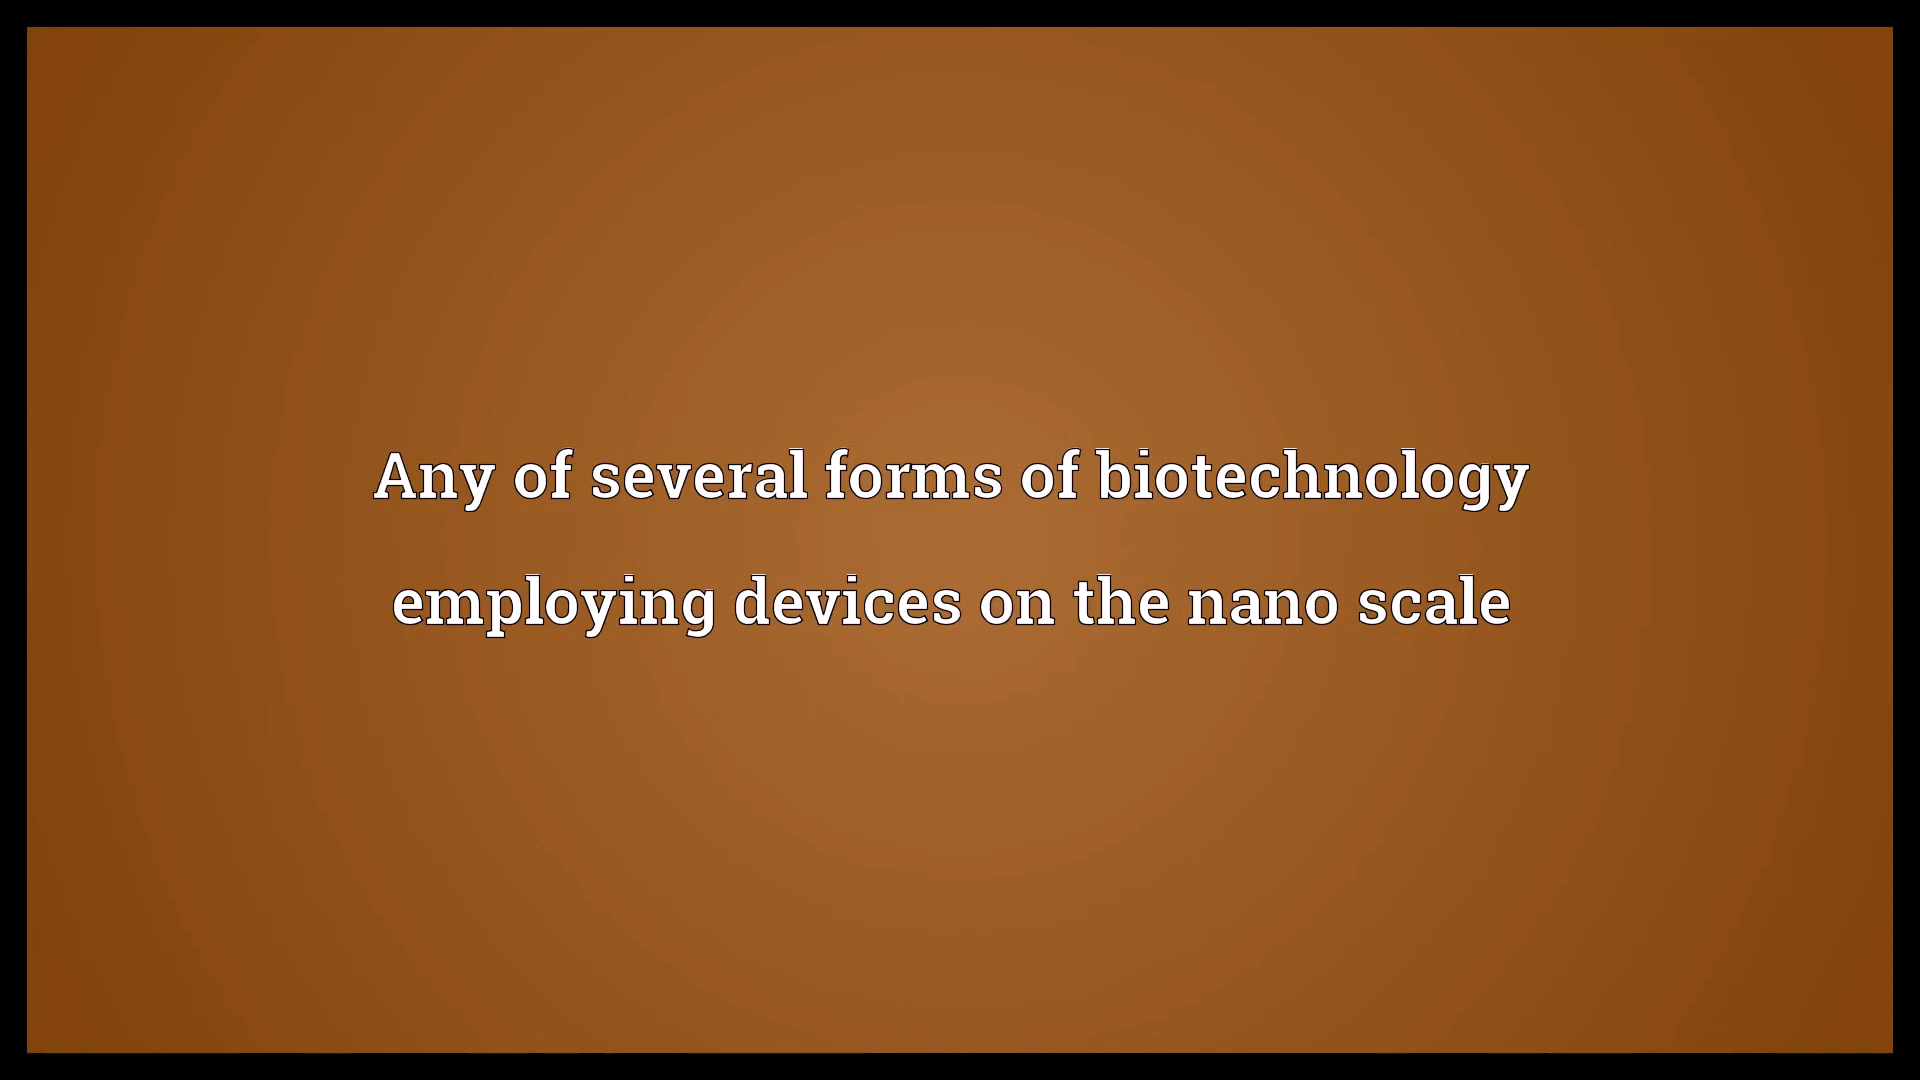 Any of several forms of biotechnology
employing devices on the nano scale